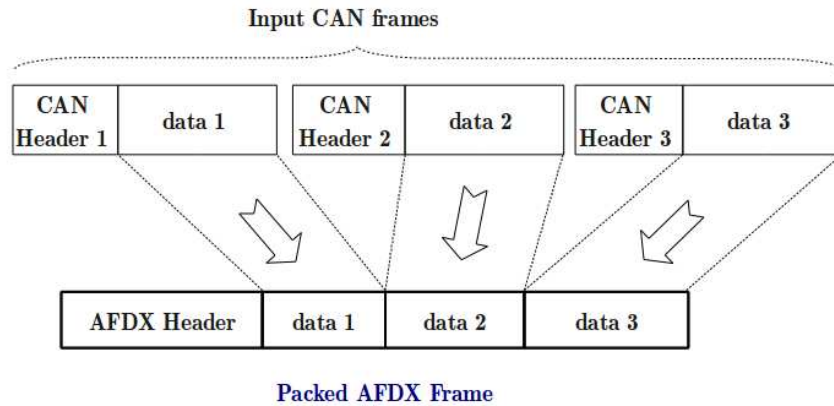 Input CAN frames
CAN
Header 1
data 1
CAN
Header 2
data 2
CAN
Header 3
data 3
AFDX Header
data 1
data 2
data 3
Packed AFDX Frame